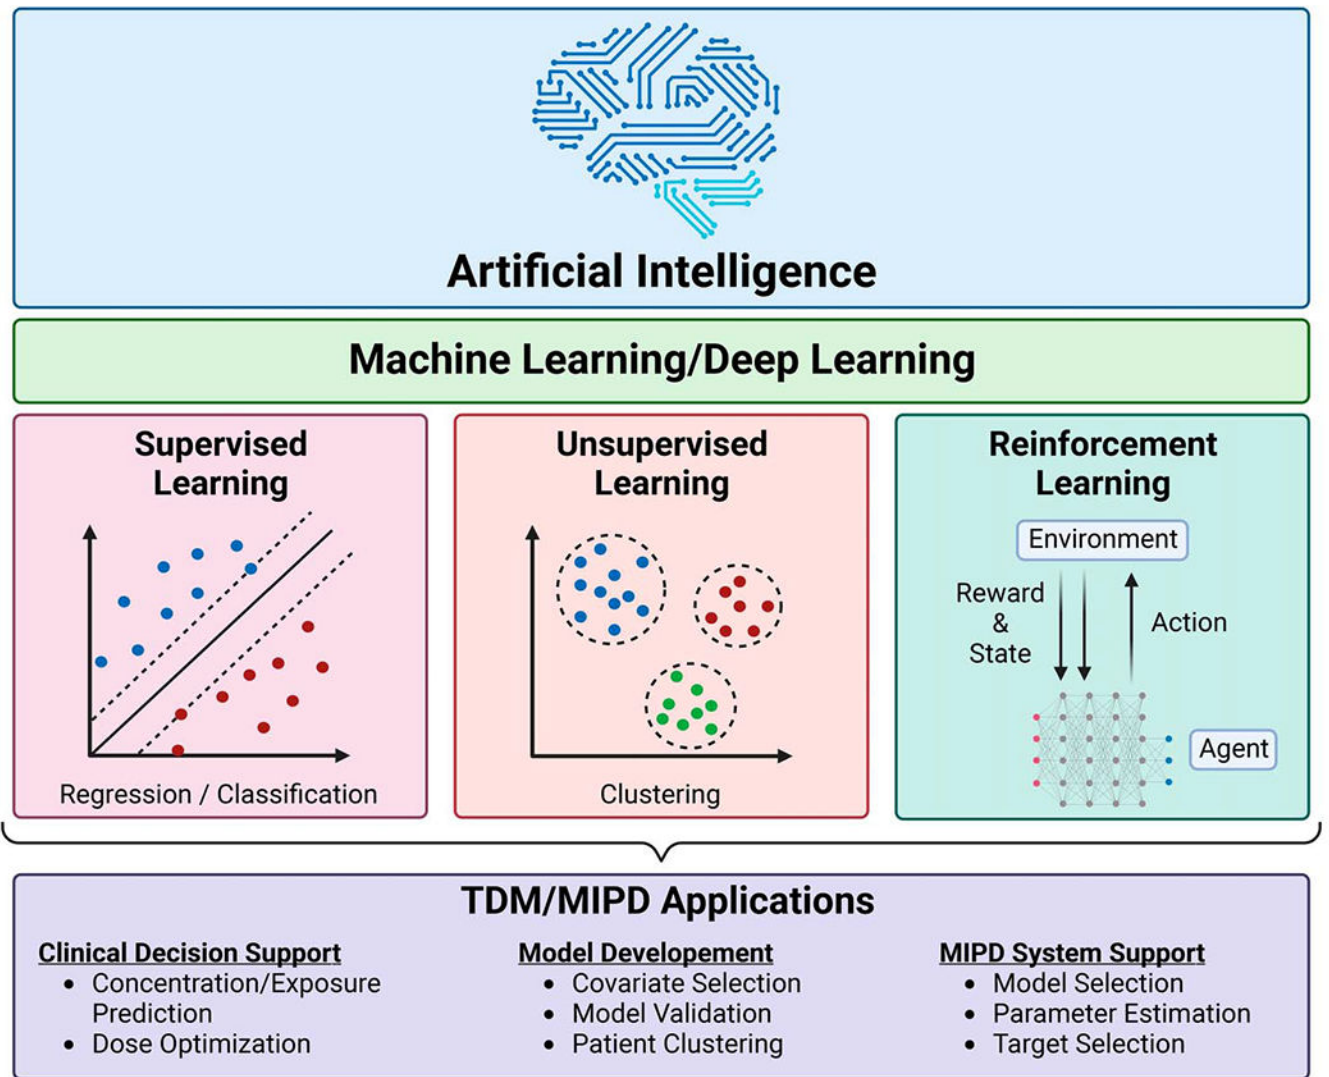 Artificial Intelligence
Machine Learning/Deep Learning
Supervised
Learning
Regression / Classification
Unsupervised
Learning
Clustering
Reinforcement
Learning
Environment
Reward
&
State
Action
Agent
TDM/MIPD Applications
Clinical Decision Support
• Concentration/Exposure
Prediction
• Dose Optimization
Model Developement
• Covariate Selection
• Model Validation
• Patient Clustering
MIPD System Support
• Model Selection
• Parameter Estimation
• Target Selection